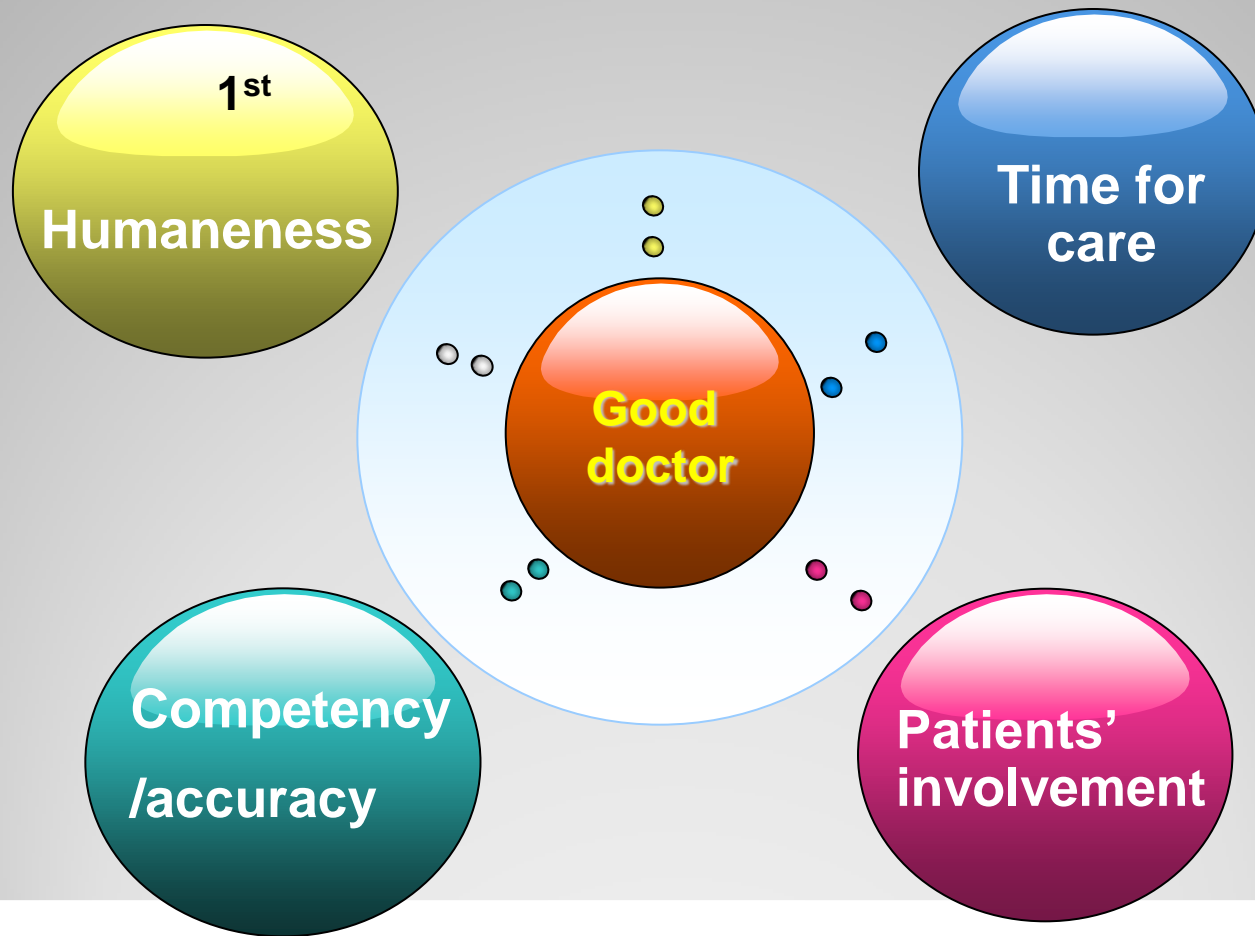 1st
Humaneness
Time for
care
Good
doctor
Competency
/accuracy
Patients’
involvement